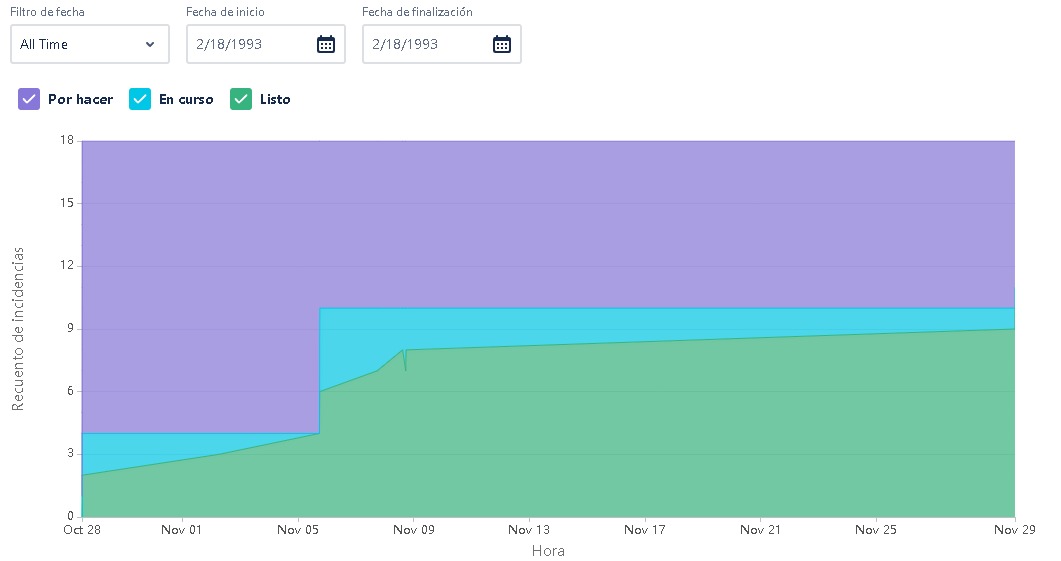 Filtro de fecha Fecha de inicio Fecha de finalización
All Time 2/18/1993 2/18/1993
Por hacer En curso Listo
18
15
12
9
6
3
0
Recuento de incidencias
Oct 28 Nov 01 Nov 05 Nov 09 Nov 13 Nov 17 Nov 21 Nov 25 Nov 29
Hora